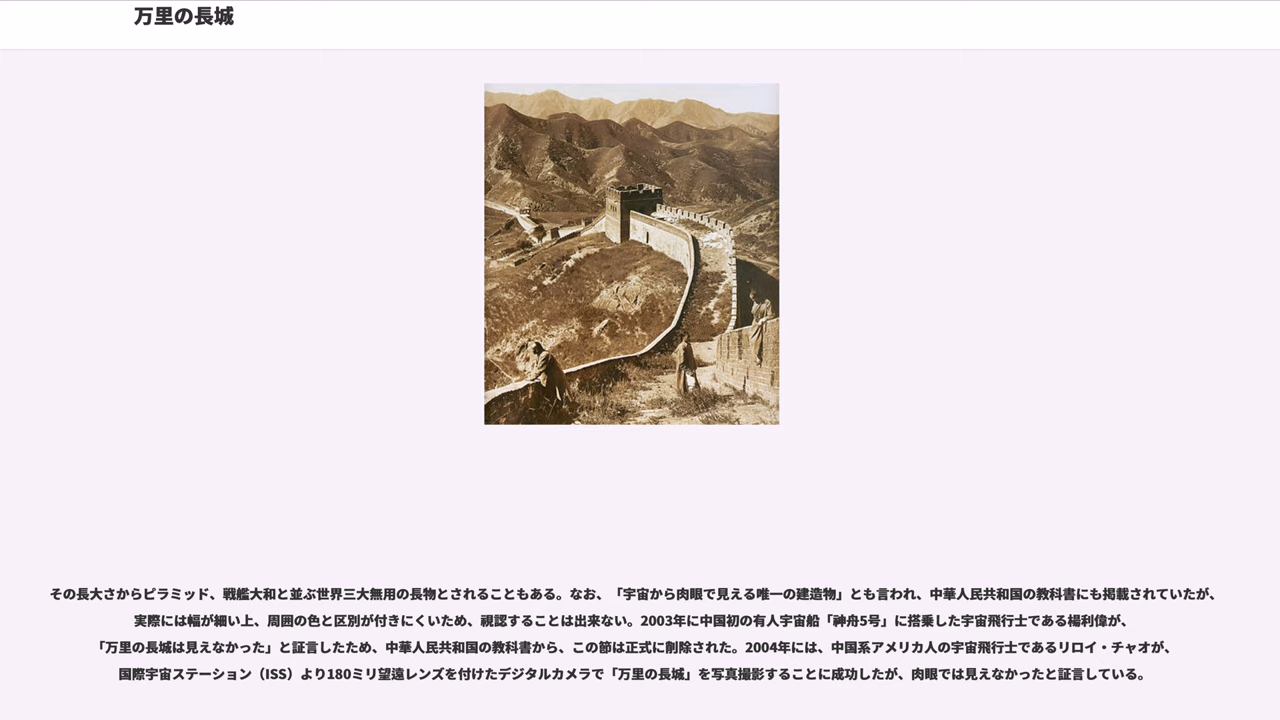 万里の長城
その長大さからピラミッド、戦艦大和と並ぶ世界三大無用の長物とされることもある。なお、「宇宙から肉眼で見える唯一の建造物」とも言われ、中華人民共和国の教科書にも掲載されていたが、
実際には幅が細い上、周囲の色と区別が付きにくいため、視認することは出来ない。2003年に中国初の有人宇宙船「神舟5号」に搭乗した宇宙飛行士である楊利偉が、
「万里の長城は見えなかった」と証言したため、中華人民共和国の教科書から、この節は正式に削除された。2004年には、中国系アメリカ人の宇宙飛行士であるリロイ・チャオが、
国際宇宙ステーション（ISS）より180ミリ望遠レンズを付けたデジタルカメラで「万里の長城」を写真撮影することに成功したが、肉眼では見えなかったと証言している。